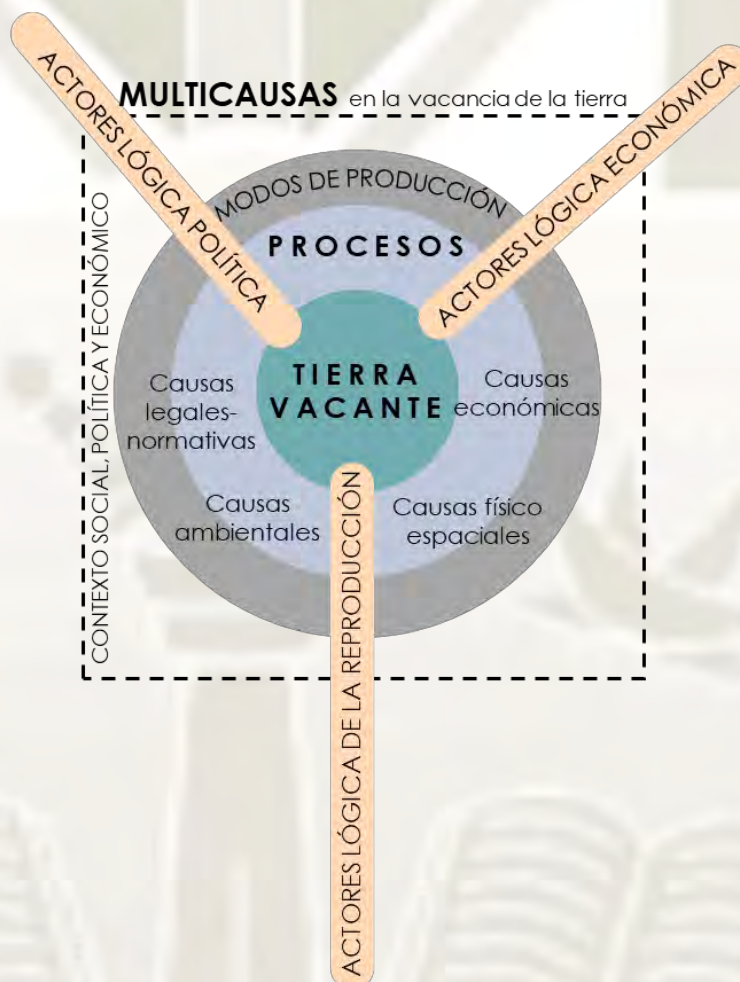 MULTICAUSAS en la vacancia de la tierra
ACTORES LÓGICA POLÍTICA
ACTORES LÓGICA ECONÓMICA
CONTEXTO SOCIAL, POLÍTICA Y ECONÓMICO
MODOS DE PRODUCCIÓN
PROCESOS
TIERRA
VACANTE
Causas
legales-
normativas
Causas
económicas
Causas
ambientales
Causas físico
espaciales
ACTORES LÓGICA DE LA REPRODUCCIÓN